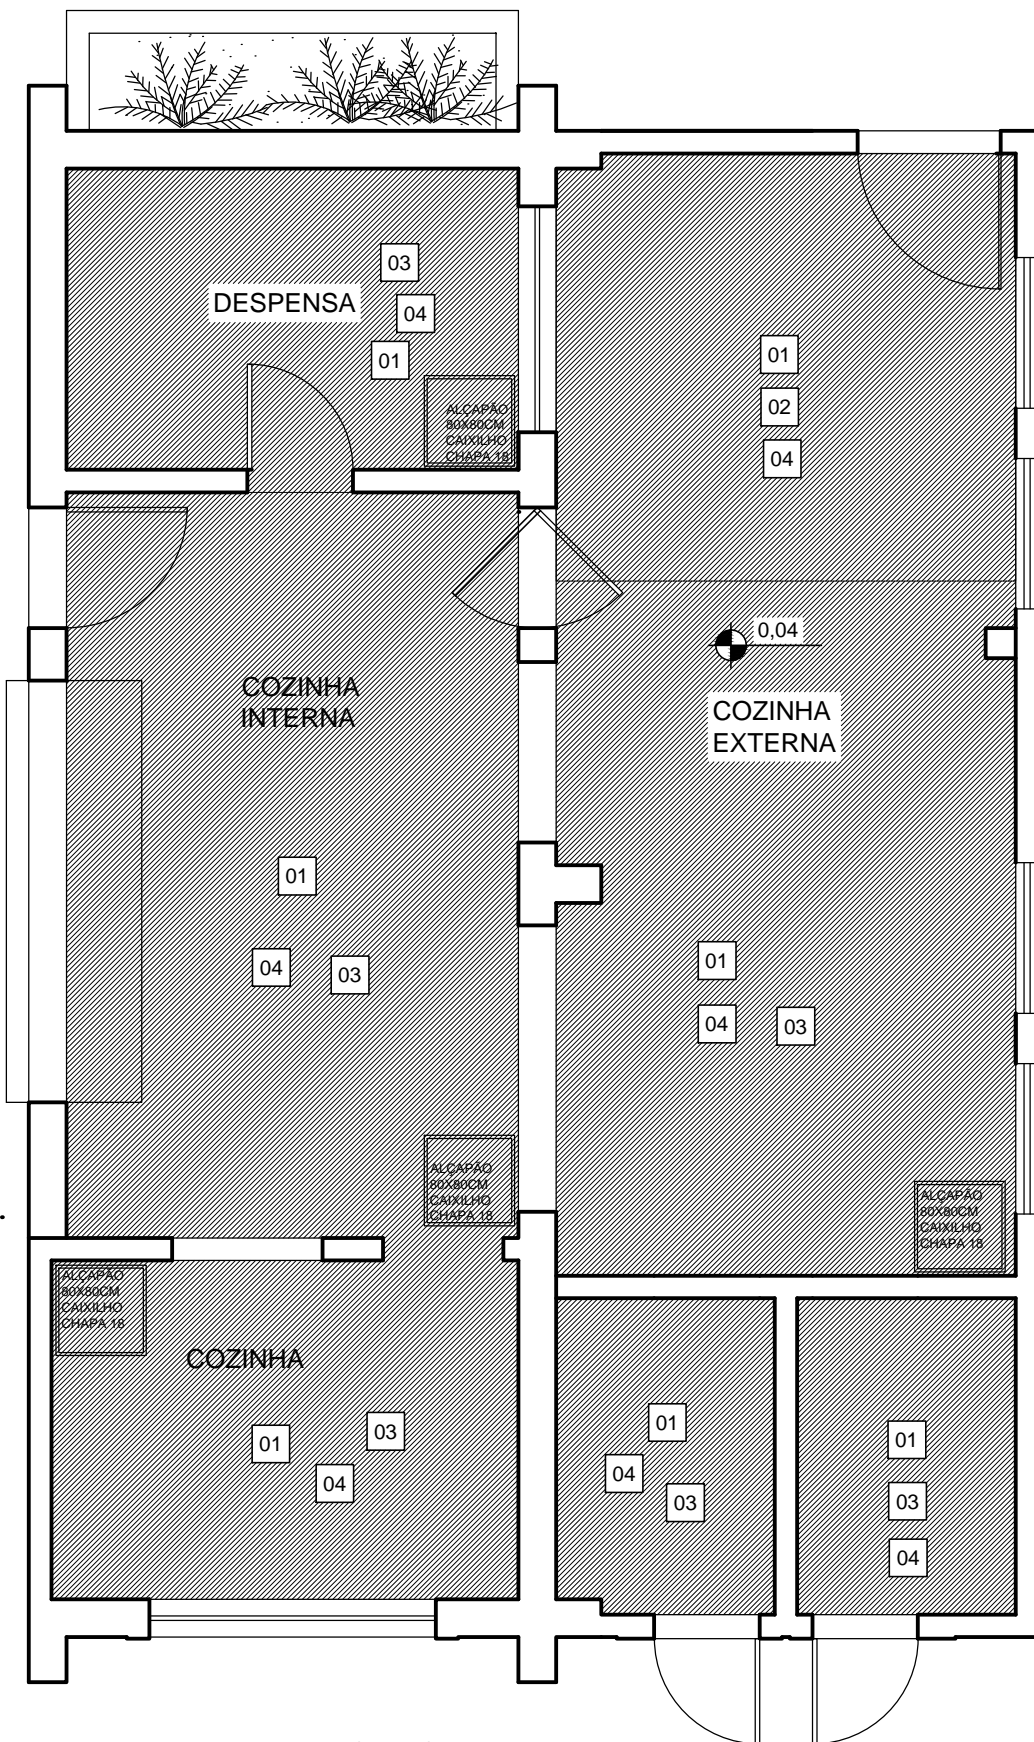 03
DESPENSA
04
01
ALÇAPÃO
80X80CM
CAIXILHO
CHAPA 18
01
02
04
0,04
COZINHA
INTERNA
COZINHA
EXTERNA
01
04
03
01
04
03
ALÇAPÃO
80X80CM
CAIXILHO
CHAPA 18
ALÇAPÃO
80X80CM
CAIXILHO
CHAPA 18
ALÇAPÃO
80X80CM
CAIXILHO
CHAPA 18
COZINHA
01
03
04
01
04
03
01
03
04